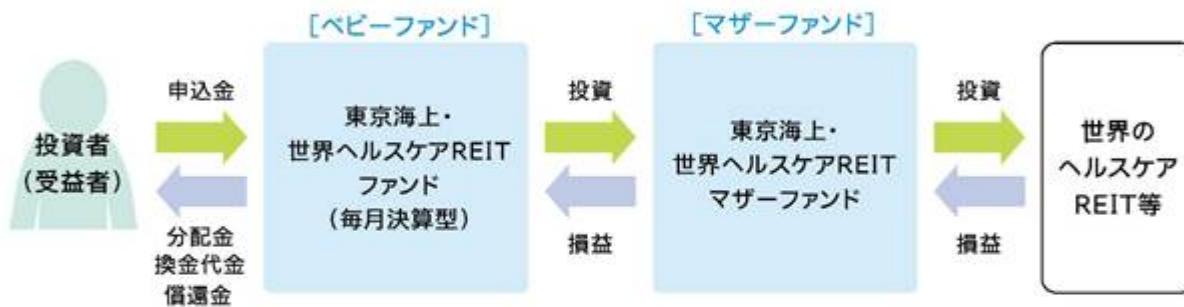 [ベビーファンド]
[マザーファンド]
投資者
(受益者)
申込金
分配金
換金代金
償還金
東京海上・
世界ヘルスケアREIT
ファンド
(毎月決算型)
投資
損益
東京海上・
世界ヘルスケアREIT
マザーファンド
投資
損益
世界の
ヘルスケア
REIT等